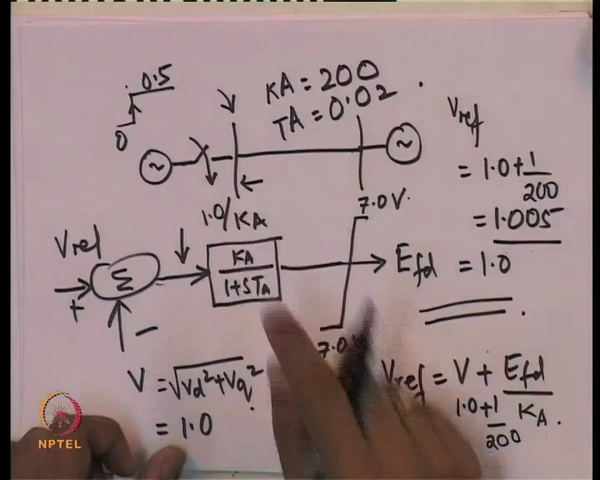 0.5
0
KA = 200
TA = 0.02
Vref
= 1.0 + 1/200
= 1.005
1.0/KA
7.0 V.
Vref
+
Σ
−
KA
1+STA
Efd = 1.0
7.0
V = √Vd²+Vq²
= 1.0
Vref = V + Efd/KA.
1.0 + 1/200
NPTEL